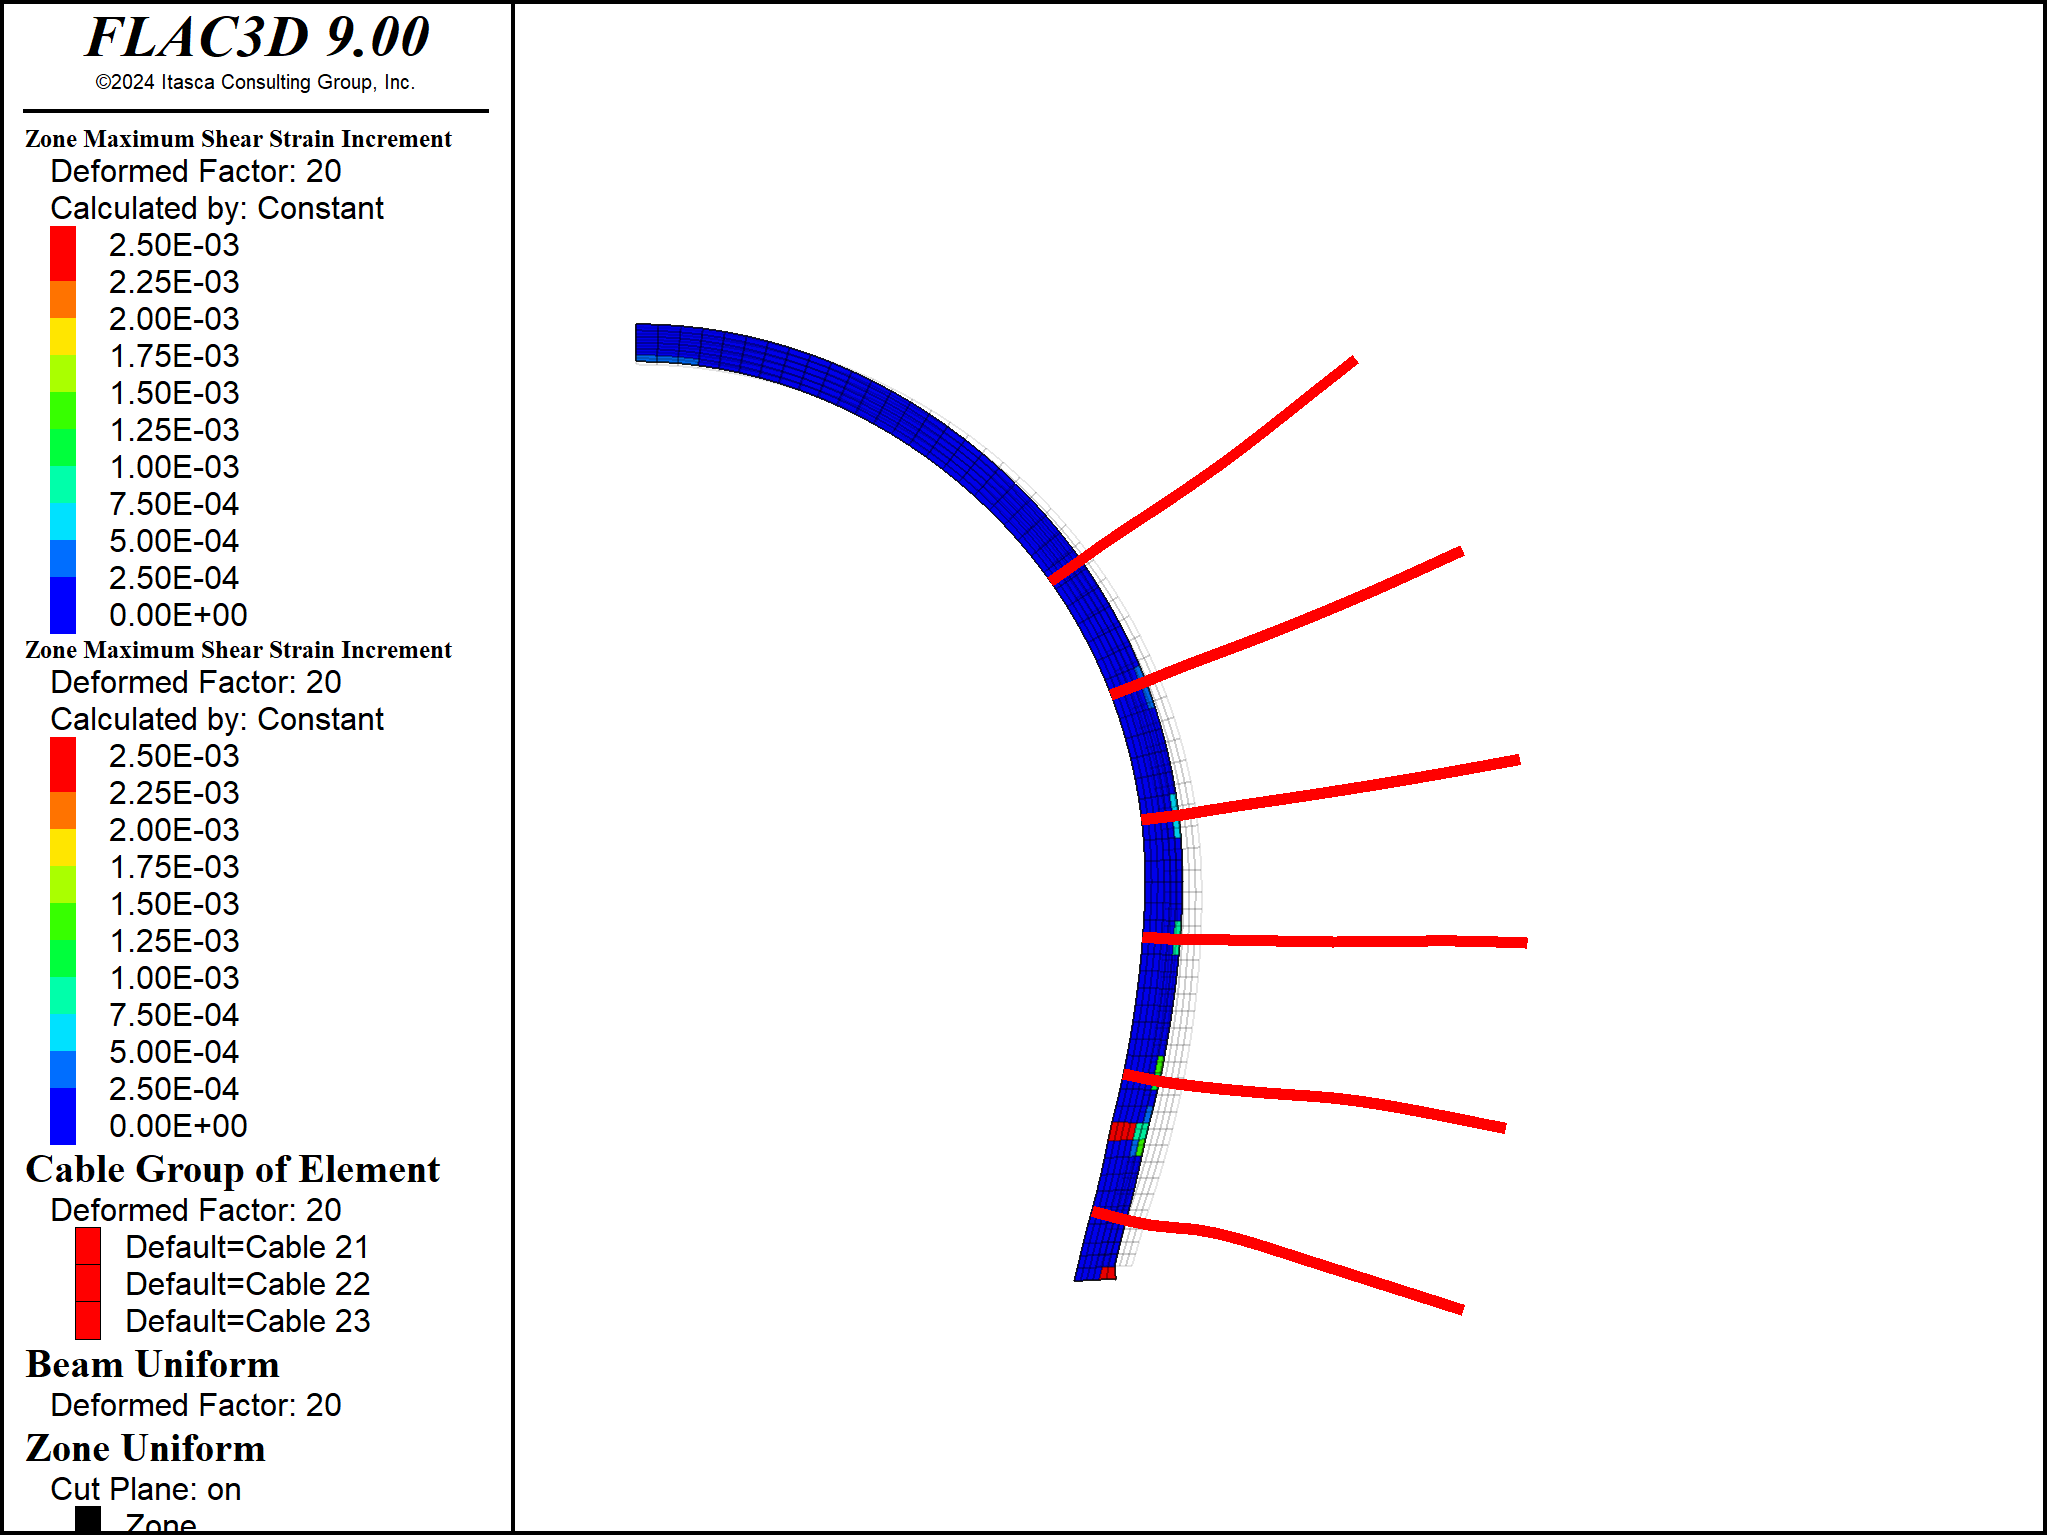 FLAC3D 9.00
©2024 Itasca Consulting Group, Inc.
Zone Maximum Shear Strain Increment
Deformed Factor: 20
Calculated by: Constant
2.50E-03
2.25E-03
2.00E-03
1.75E-03
1.50E-03
1.25E-03
1.00E-03
7.50E-04
5.00E-04
2.50E-04
0.00E+00
Zone Maximum Shear Strain Increment
Deformed Factor: 20
Calculated by: Constant
2.50E-03
2.25E-03
2.00E-03
1.75E-03
1.50E-03
1.25E-03
1.00E-03
7.50E-04
5.00E-04
2.50E-04
0.00E+00
Cable Group of Element
Deformed Factor: 20
Default=Cable 21
Default=Cable 22
Default=Cable 23
Beam Uniform
Deformed Factor: 20
Zone Uniform
Cut Plane: on
Zone